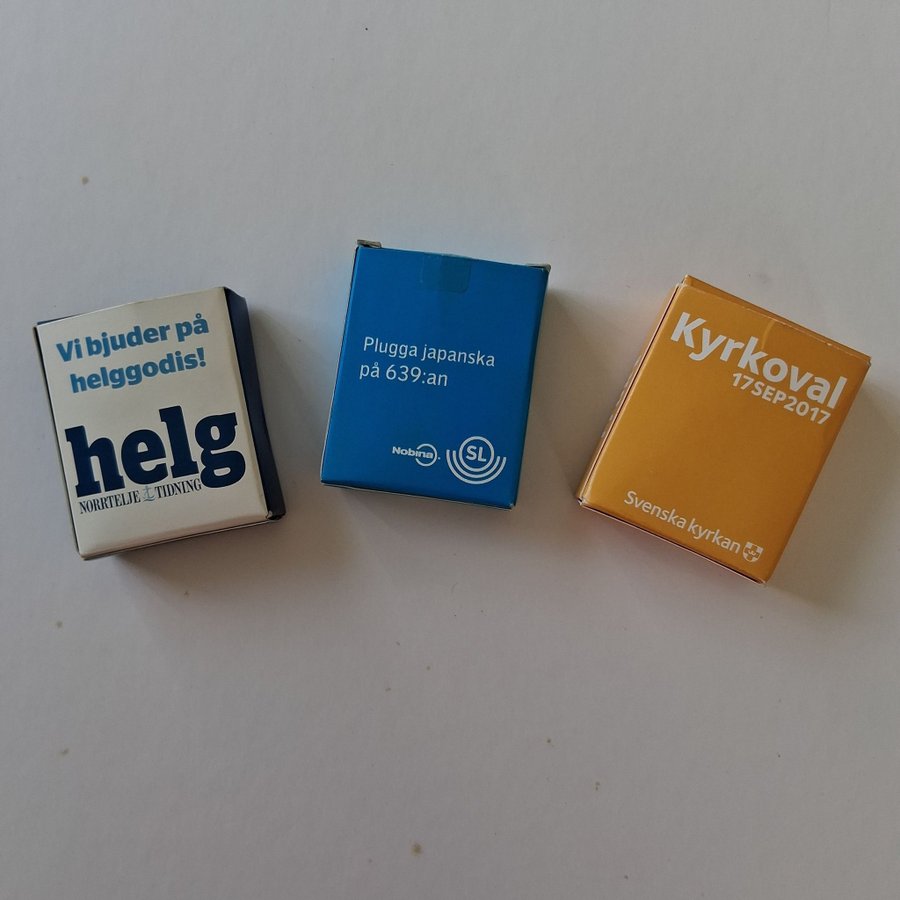 Vi bjuder på
helggodis!
helg
NORRTELJE TIDNING
Plugga japanska
på 639:an
Nobina
SL
Kyrkoval
17SEP2017
Svenska kyrkan